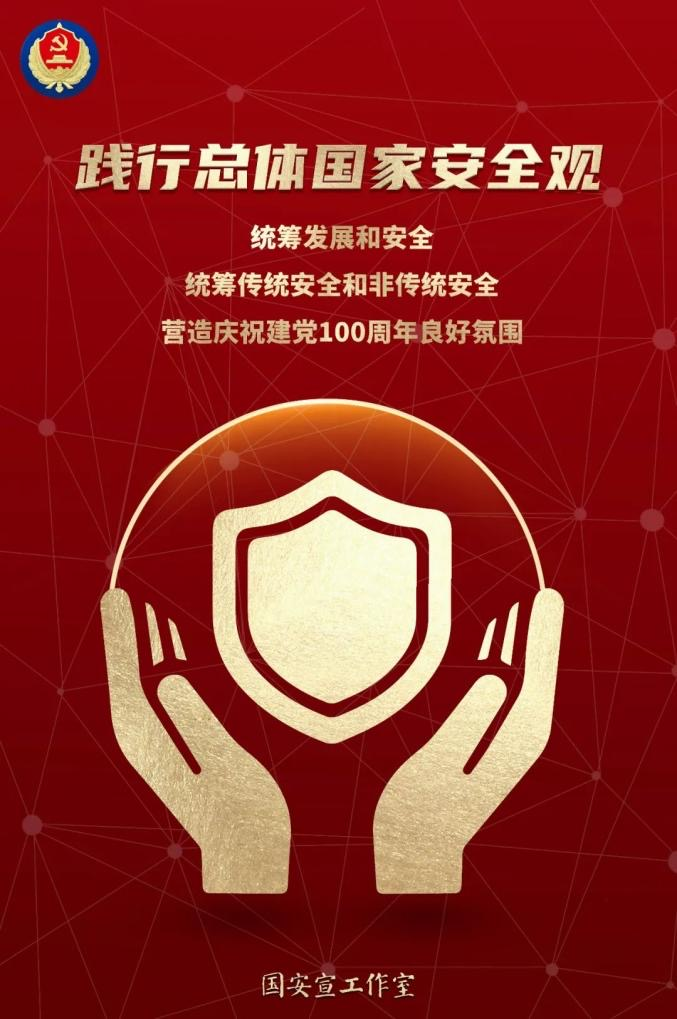 践行总体国家安全观
统筹发展和安全
统筹传统安全和非传统安全
营造庆祝建党100周年良好氛围
国安宣工作室